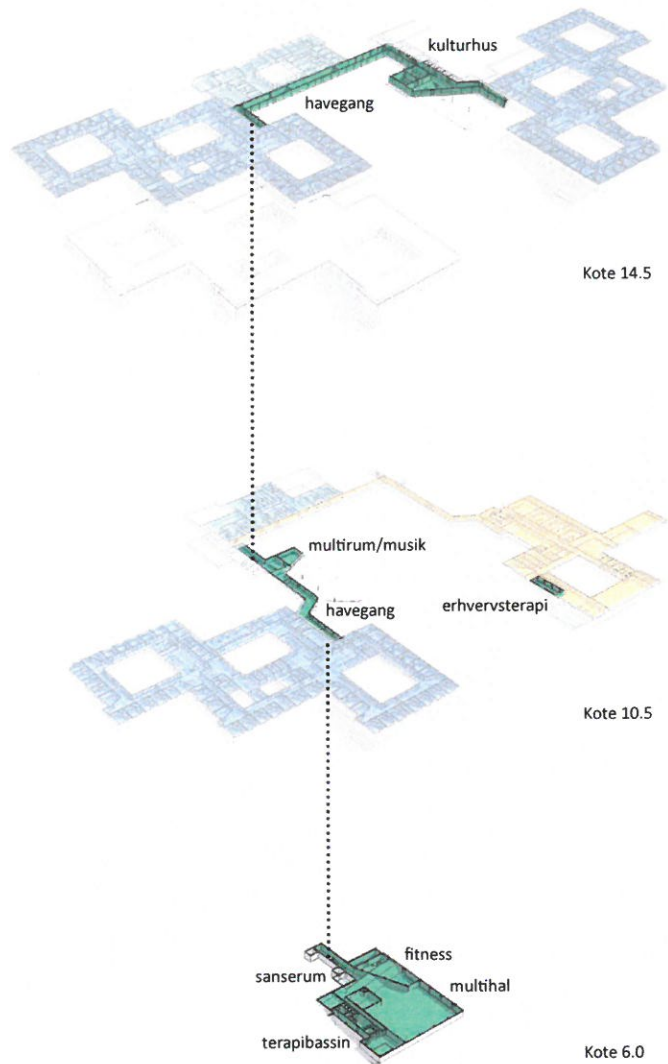 kulturhus
havegang
Kote 14.5
multirum/musik
havegang
erhvervsterapi
Kote 10.5
fitness
sanserum
multihal
terapibassin
Kote 6.0